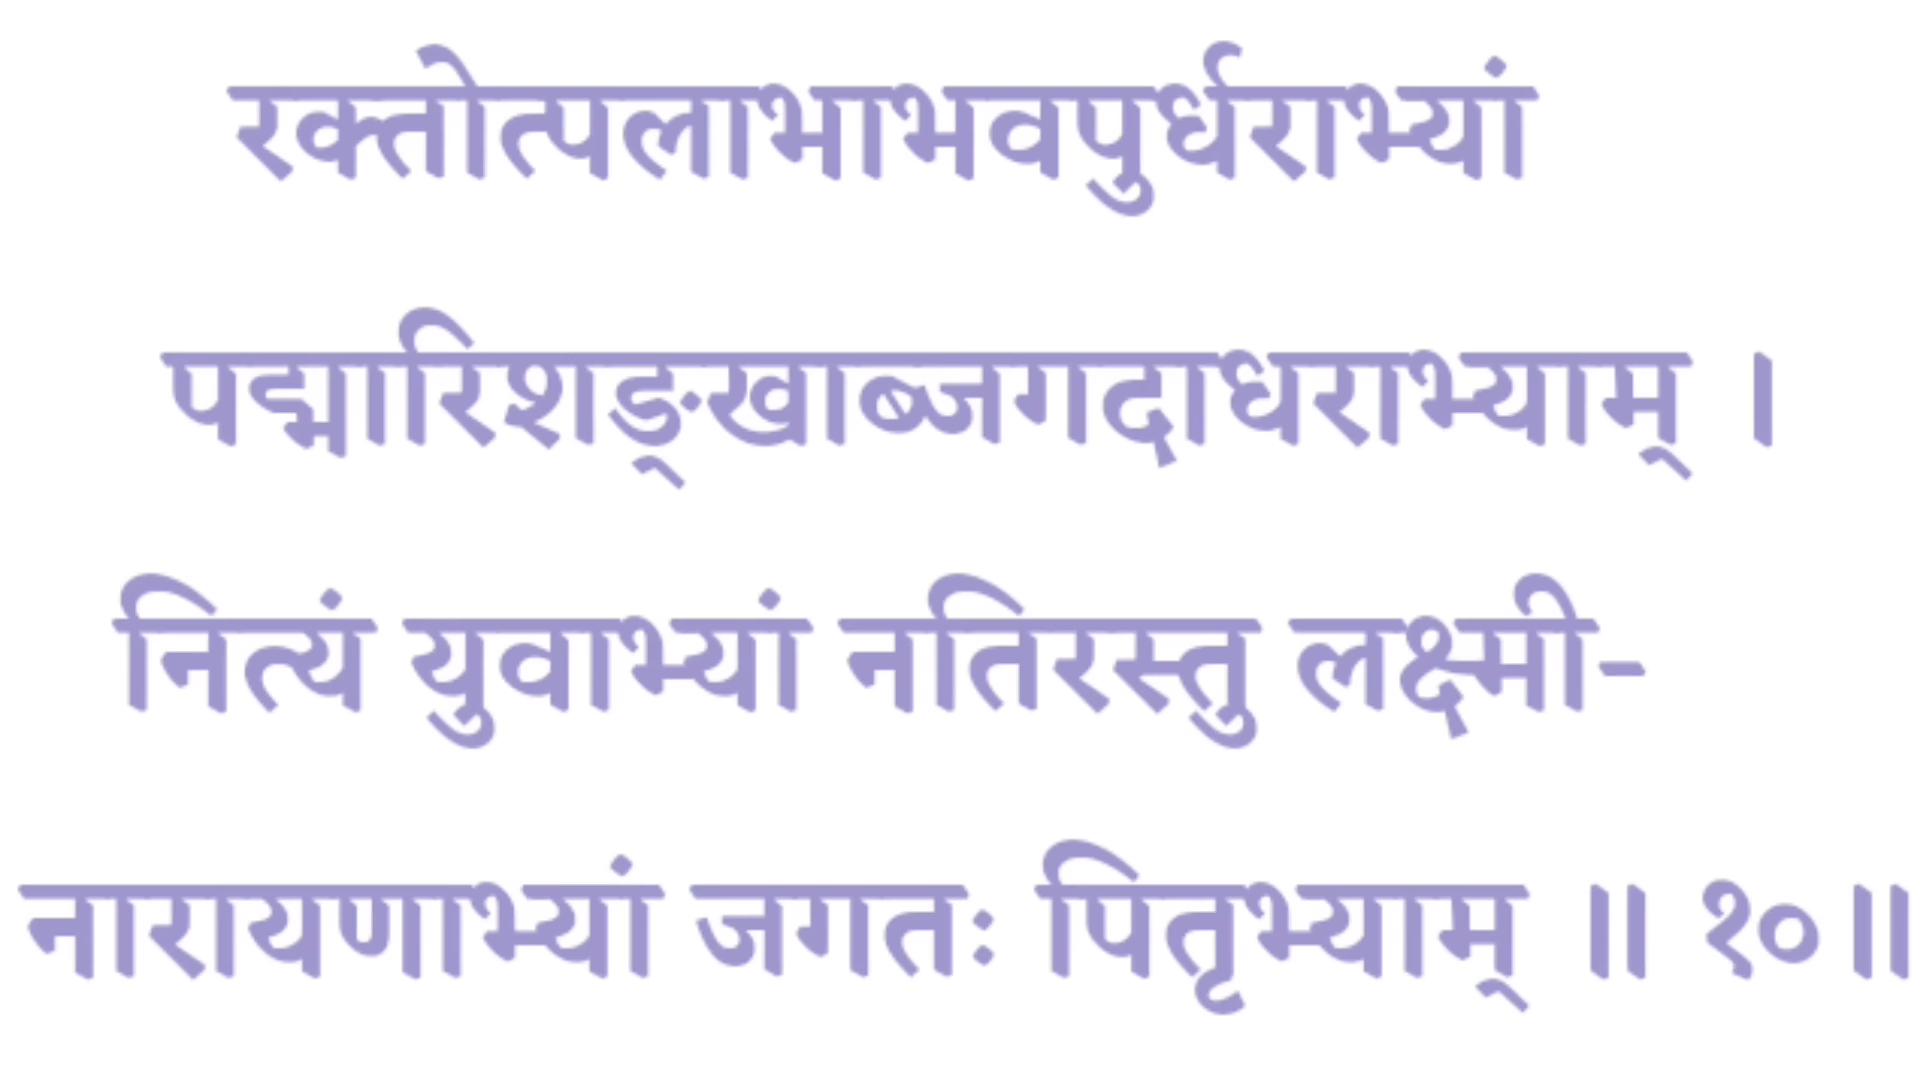 रक्तोत्पलाभाभवपुर्धराभ्यां
पद्मारिशङ्खाब्जगदाधराभ्याम् ।
नित्यं युवाभ्यां नतिरस्तु लक्ष्मी-
नारायणाभ्यां जगतः पितृभ्याम् ॥ १०॥